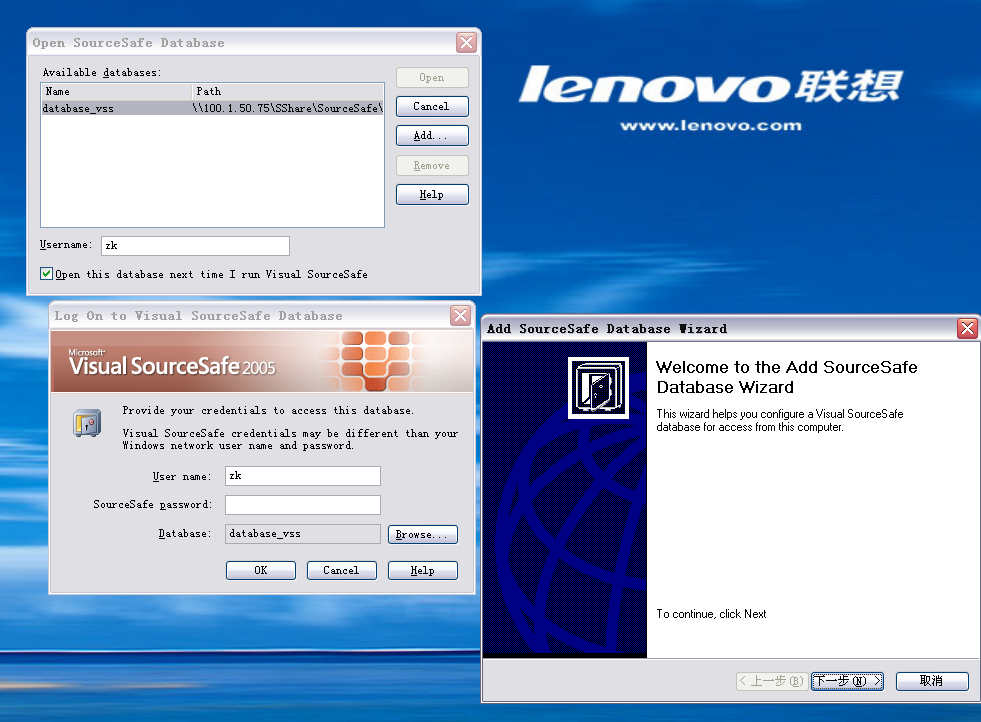 Open SourceSafe Database
Available databases:
Name Path
database_vss \\100.1.50.75\SShare\SourceSafe\
Open
Cancel
Add...
Remove
Help
Username: zk
Open this database next time I run Visual SourceSafe
lenovo联想
www.lenovo.com
Log On to Visual SourceSafe Database
Microsoft
Visual SourceSafe 2005
Provide your credentials to access this database.
Visual SourceSafe credentials may be different than your
Windows network user name and password.
User name: zk
SourceSafe password:
Database: database_vss Browse...
OK Cancel Help
Add SourceSafe Database Wizard
Welcome to the Add SourceSafe
Database Wizard
This wizard helps you configure a Visual SourceSafe
database for access from this computer.
To continue, click Next
< 上一步(B) 下一步(N) > 取消